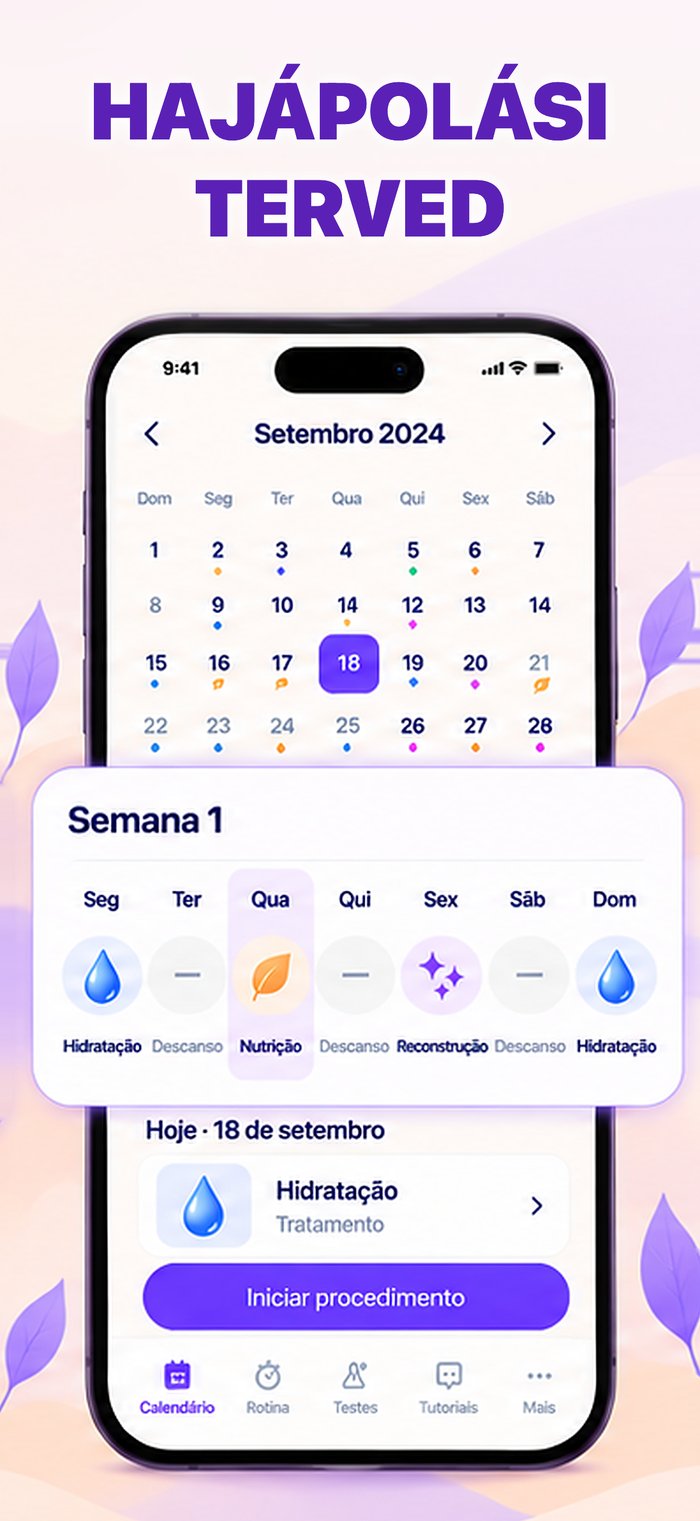 HAJÁPOLÁSI
TERVED
9:41
Setembro 2024
Dom Seg Ter Qua Qui Sex Sáb
1 2 3 4 5 6 7
8 9 10 14 12 13 14
15 16 17 18 19 20 21
22 23 24 25 26 27 28
Semana 1
Seg Ter Qua Qui Sex Sāb Dom
Hidratação Descanso Nutrição Descanso Reconstrução Descanso Hidratação
Hoje · 18 de setembro
Hidratação
Tratamento
Iniciar procedimento
Calendário Rotina Testes Tutoriais Mais